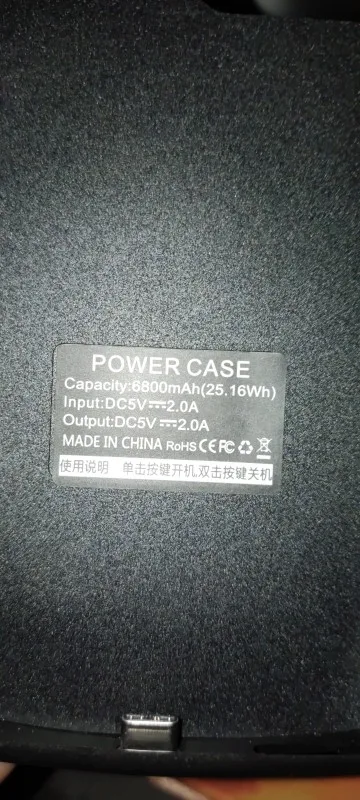 POWER CASE
Capacity:6800mAh(25.16Wh)
Input:DC5V⎓2.0A
Output:DC5V⎓2.0A
MADE IN CHINA RoHS CE FC
使用说明 单击按键开机,双击按键关机